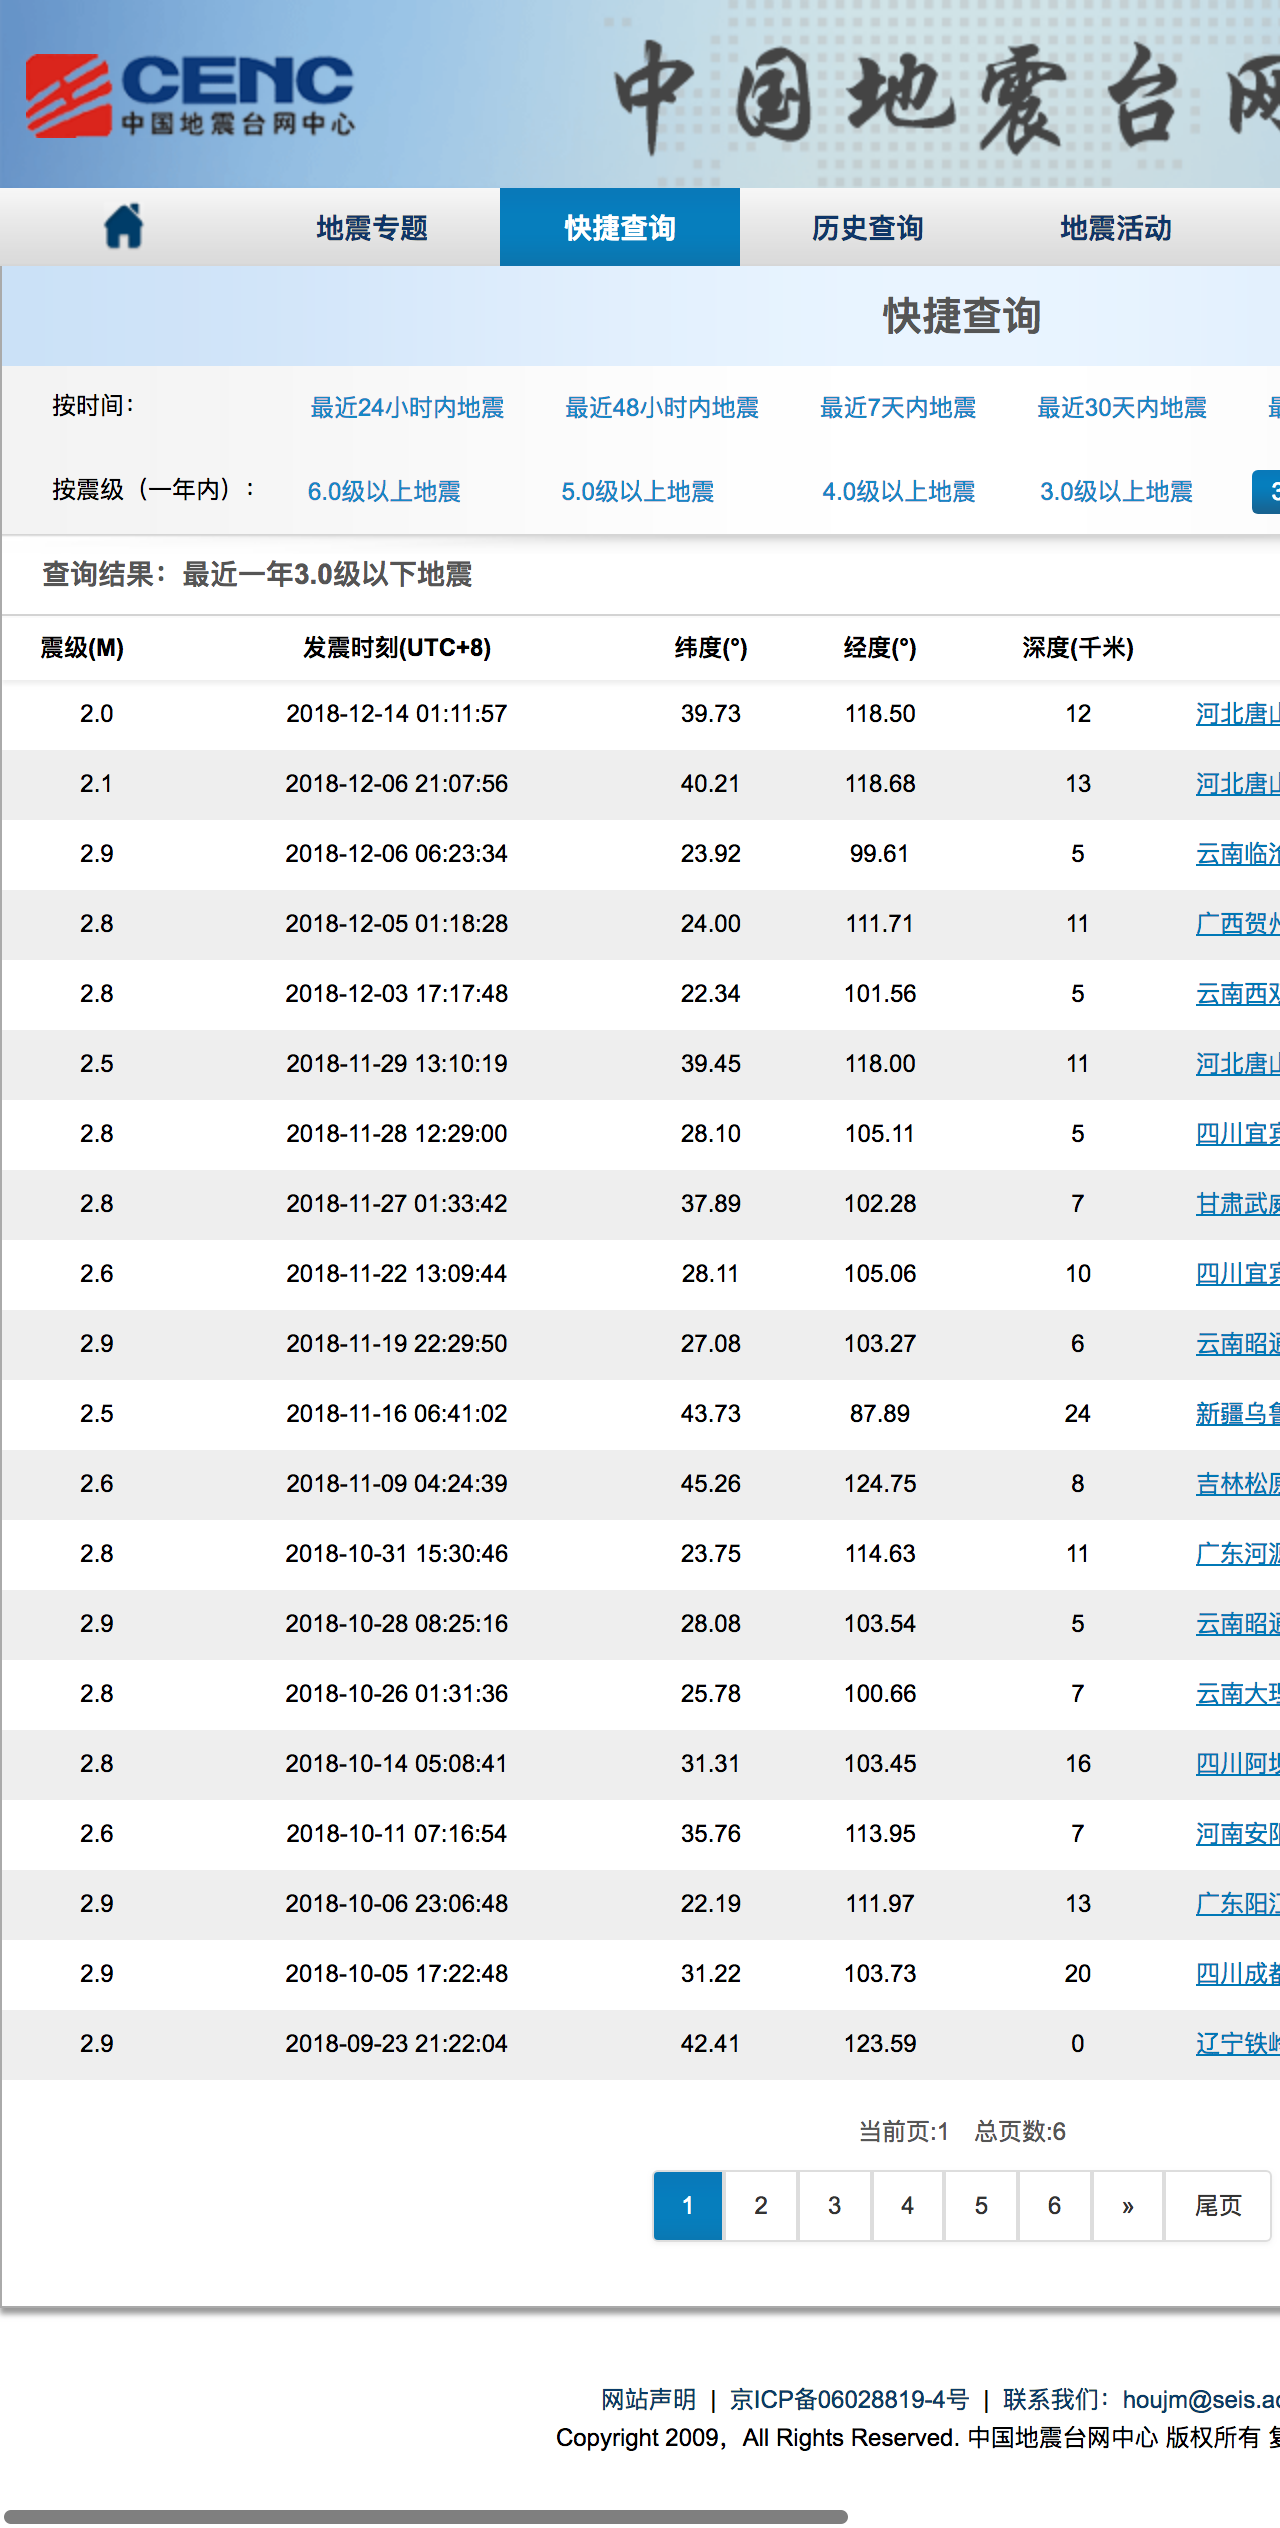 CENC
中国地震台网中心
中国地震台网
地震专题 快捷查询 历史查询 地震活动
快捷查询
按时间： 最近24小时内地震 最近48小时内地震 最近7天内地震 最近30天内地震
按震级（一年内）： 6.0级以上地震 5.0级以上地震 4.0级以上地震 3.0级以上地震 3
查询结果：最近一年3.0级以下地震
震级(M) 发震时刻(UTC+8) 纬度(°) 经度(°) 深度(千米)
2.0 2018-12-14 01:11:57 39.73 118.50 12 河北唐山
2.1 2018-12-06 21:07:56 40.21 118.68 13 河北唐山
2.9 2018-12-06 06:23:34 23.92 99.61 5 云南临沧
2.8 2018-12-05 01:18:28 24.00 111.71 11 广西贺州
2.8 2018-12-03 17:17:48 22.34 101.56 5 云南西双
2.5 2018-11-29 13:10:19 39.45 118.00 11 河北唐山
2.8 2018-11-28 12:29:00 28.10 105.11 5 四川宜宾
2.8 2018-11-27 01:33:42 37.89 102.28 7 甘肃武威
2.6 2018-11-22 13:09:44 28.11 105.06 10 四川宜宾
2.9 2018-11-19 22:29:50 27.08 103.27 6 云南昭通
2.5 2018-11-16 06:41:02 43.73 87.89 24 新疆乌鲁
2.6 2018-11-09 04:24:39 45.26 124.75 8 吉林松原
2.8 2018-10-31 15:30:46 23.75 114.63 11 广东河源
2.9 2018-10-28 08:25:16 28.08 103.54 5 云南昭通
2.8 2018-10-26 01:31:36 25.78 100.66 7 云南大理
2.8 2018-10-14 05:08:41 31.31 103.45 16 四川阿坝
2.6 2018-10-11 07:16:54 35.76 113.95 7 河南安阳
2.9 2018-10-06 23:06:48 22.19 111.97 13 广东阳江
2.9 2018-10-05 17:22:48 31.22 103.73 20 四川成都
2.9 2018-09-23 21:22:04 42.41 123.59 0 辽宁铁岭
当前页:1 总页数:6
1 2 3 4 5 6 » 尾页
网站声明 | 京ICP备06028819-4号 | 联系我们：houjm@seis.ac
Copyright 2009，All Rights Reserved. 中国地震台网中心 版权所有 复